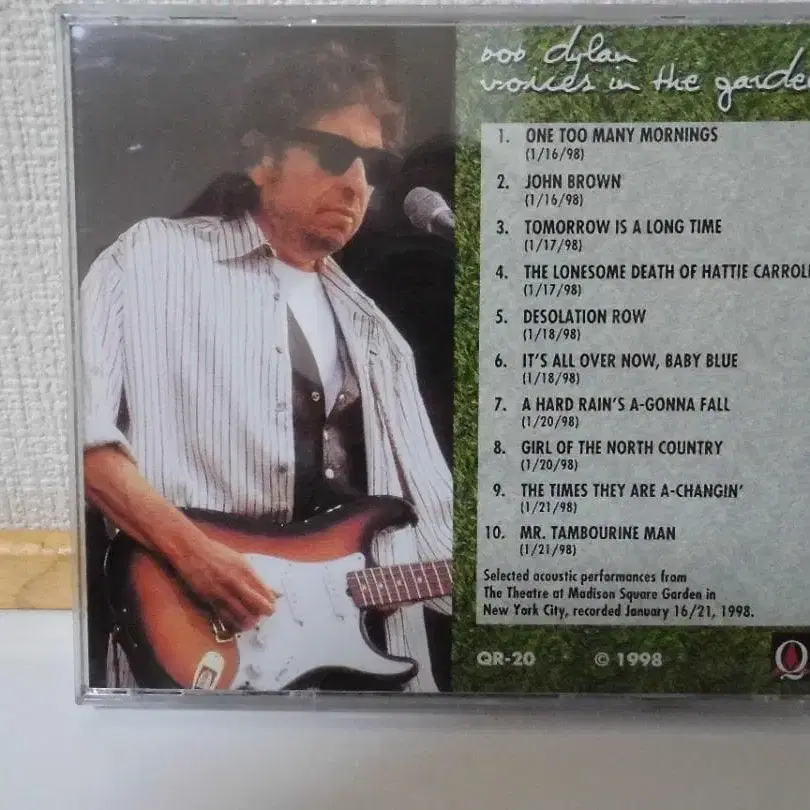 bob dylan
voices in the garde
1. ONE TOO MANY MORNINGS
(1/16/98)
2. JOHN BROWN
(1/16/98)
3. TOMORROW IS A LONG TIME
(1/17/98)
4. THE LONESOME DEATH OF HATTIE CARROLL
(1/17/98)
5. DESOLATION ROW
(1/18/98)
6. IT'S ALL OVER NOW, BABY BLUE
(1/18/98)
7. A HARD RAIN'S A-GONNA FALL
(1/20/98)
8. GIRL OF THE NORTH COUNTRY
(1/20/98)
9. THE TIMES THEY ARE A-CHANGIN'
(1/21/98)
10. MR. TAMBOURINE MAN
(1/21/98)
Selected acoustic performances from
The Theatre at Madison Square Garden in
New York City, recorded January 16/21, 1998.
QR-20 © 1998 Q